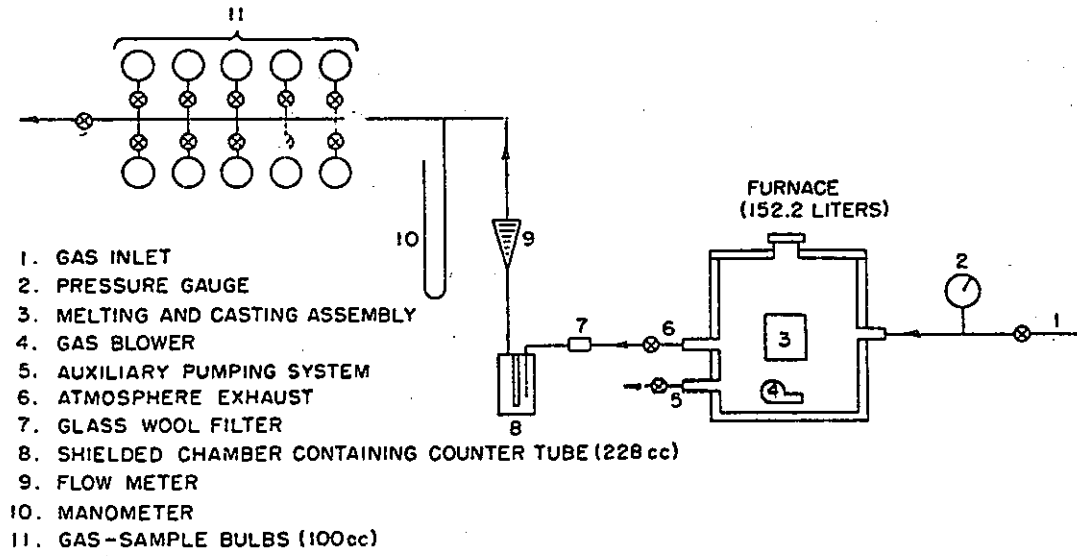 11
FURNACE
(152.2 LITERS)
10
9
2
1
7
6
3
4
5
8
1. GAS INLET
2. PRESSURE GAUGE
3. MELTING AND CASTING ASSEMBLY
4. GAS BLOWER
5. AUXILIARY PUMPING SYSTEM
6. ATMOSPHERE EXHAUST
7. GLASS WOOL FILTER
8. SHIELDED CHAMBER CONTAINING COUNTER TUBE (228 cc)
9. FLOW METER
10. MANOMETER
11. GAS-SAMPLE BULBS (100cc)